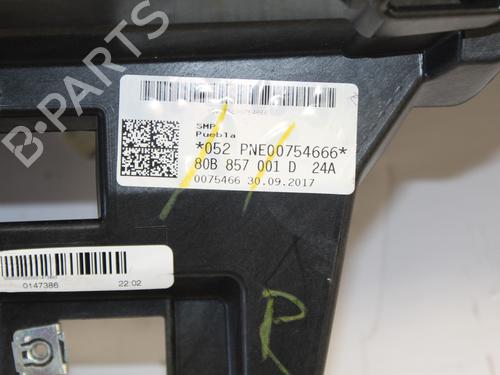 SMP
Puebla
*052 PNE00754666*
80B 857 001 D 24A
0075466 30.09.2017
0147386 22:02
R
B-PARTS